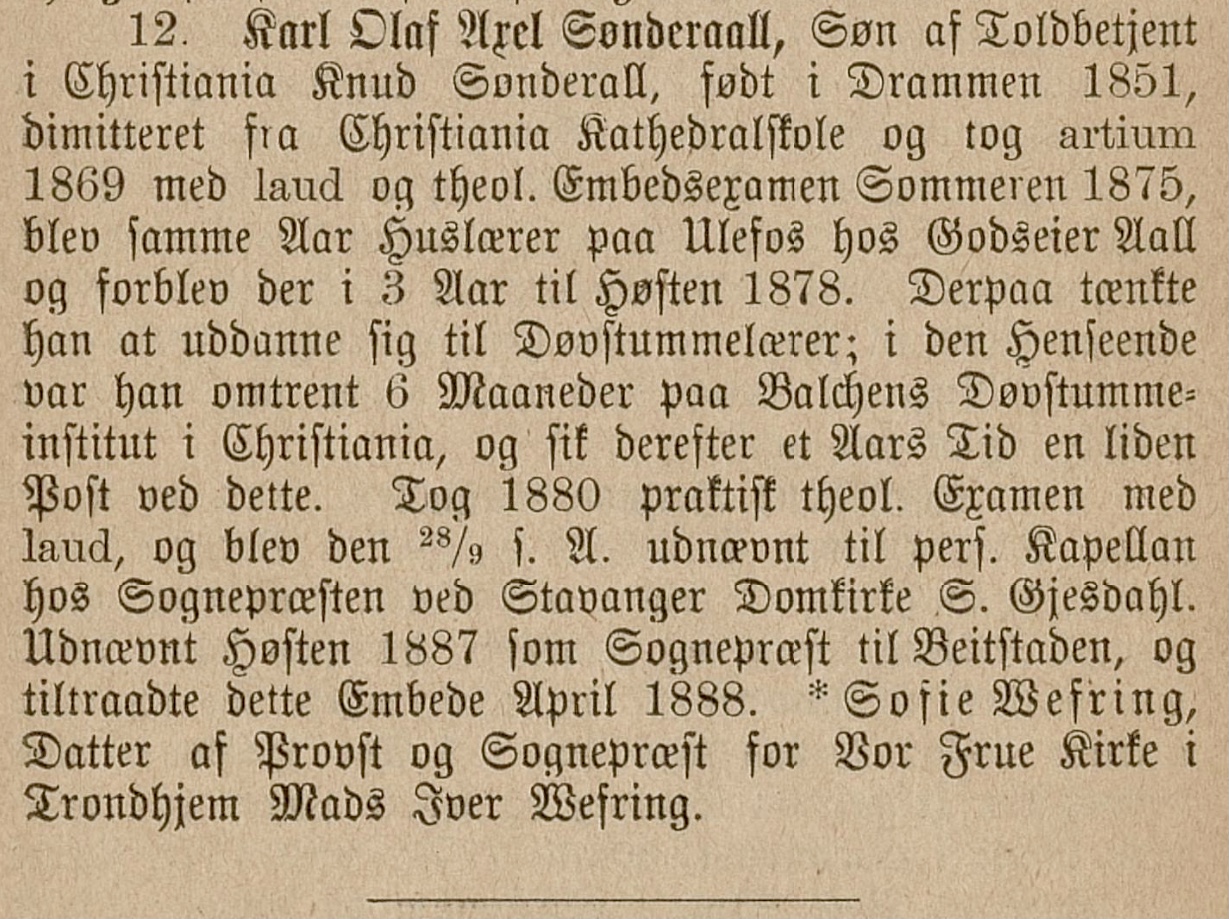 12. Karl Olaf Axel Sønderaall, Søn af Toldbetjent
i Christiania Knud Sønderall, født i Drammen 1851,
dimitteret fra Christiania Kathedralskole og tog artium
1869 med laud og theol. Embedsexamen Sommeren 1875,
blev samme Aar Huslærer paa Ulefos hos Godseier Aall
og forblev der i 3 Aar til Høsten 1878. Derpaa tænkte
han at uddanne sig til Døvstummelærer; i den Henseende
var han omtrent 6 Maaneder paa Balchens Døvstumme-
institut i Christiania, og fik derefter et Aars Tid en liden
Post ved dette. Tog 1880 praktisk theol. Examen med
laud, og blev den 28/9 s. A. udnævnt til pers. Kapellan
hos Sognepræsten ved Stavanger Domkirke S. Gjesdahl.
Udnævnt Høsten 1887 som Sognepræst til Beitstaden, og
tiltraadte dette Embede April 1888. * Sofie Wefring,
Datter af Provst og Sognepræst for Vor Frue Kirke i
Trondhjem Mads Iver Wefring.